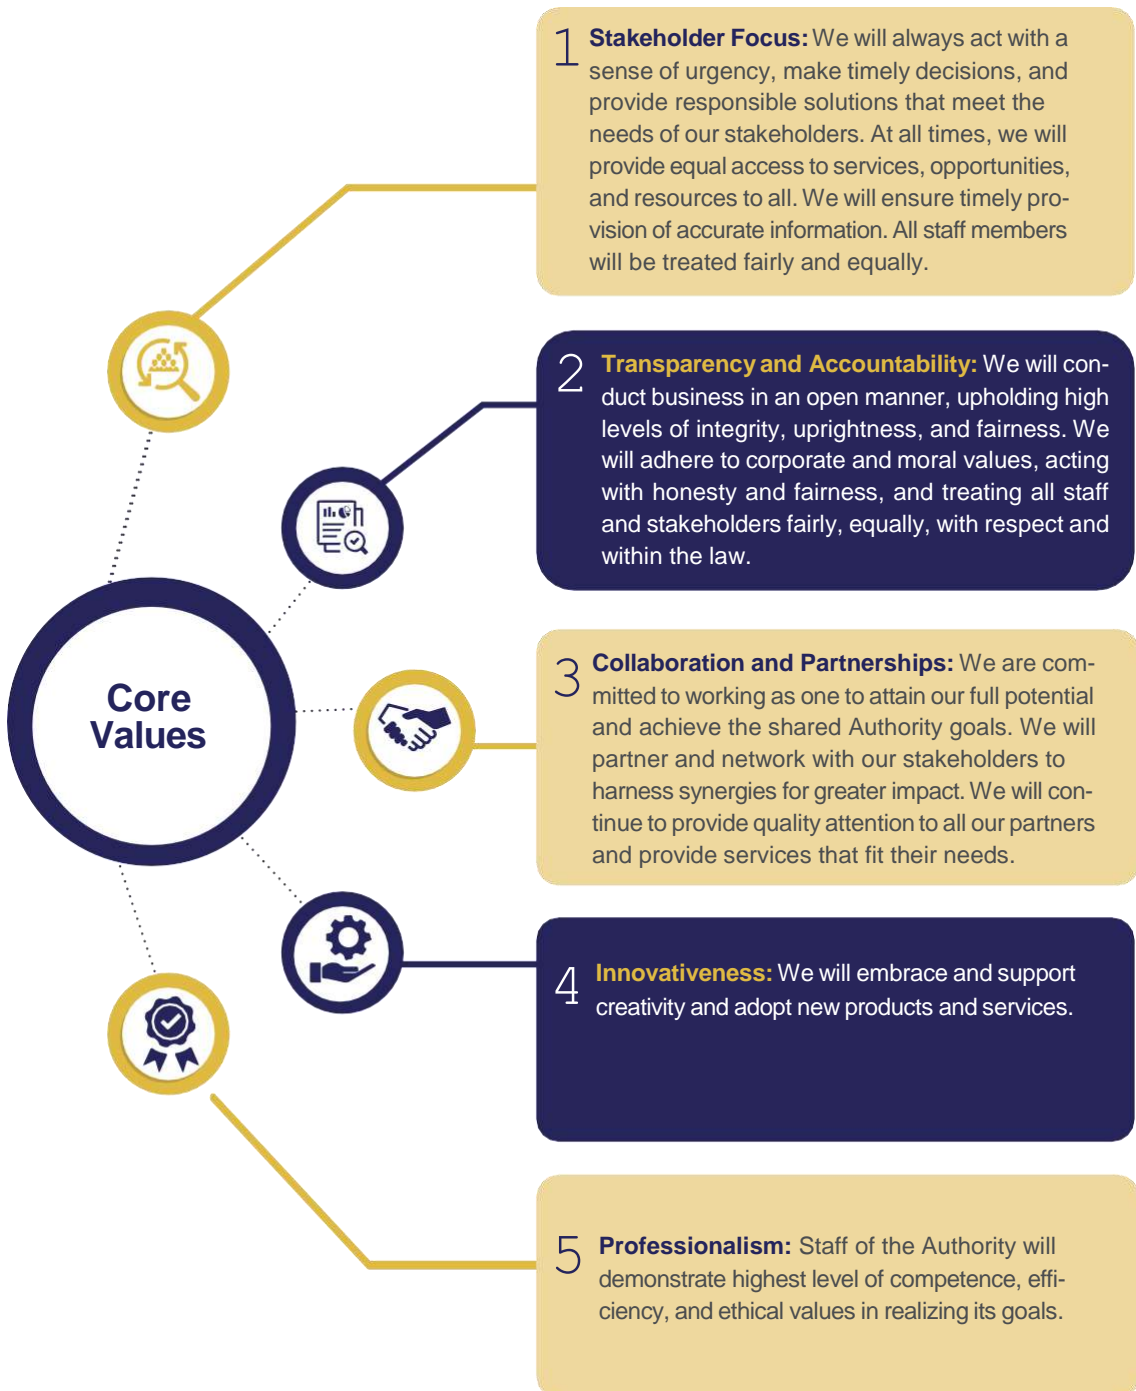 Core
Values
1
Stakeholder Focus: We will always act with a
sense of urgency, make timely decisions, and
provide responsible solutions that meet the
needs of our stakeholders. At all times, we will
provide equal access to services, opportunities,
and resources to all. We will ensure timely pro-
vision of accurate information. All staff members
will be treated fairly and equally.
2
Transparency and Accountability: We will con-
duct business in an open manner, upholding high
levels of integrity, uprightness, and fairness. We
will adhere to corporate and moral values, acting
with honesty and fairness, and treating all staff
and stakeholders fairly, equally, with respect and
within the law.
3
Collaboration and Partnerships: We are com-
mitted to working as one to attain our full potential
and achieve the shared Authority goals. We will
partner and network with our stakeholders to
harness synergies for greater impact. We will con-
tinue to provide quality attention to all our partners
and provide services that fit their needs.
4
Innovativeness: We will embrace and support
creativity and adopt new products and services.
5
Professionalism: Staff of the Authority will
demonstrate highest level of competence, effi-
ciency, and ethical values in realizing its goals.